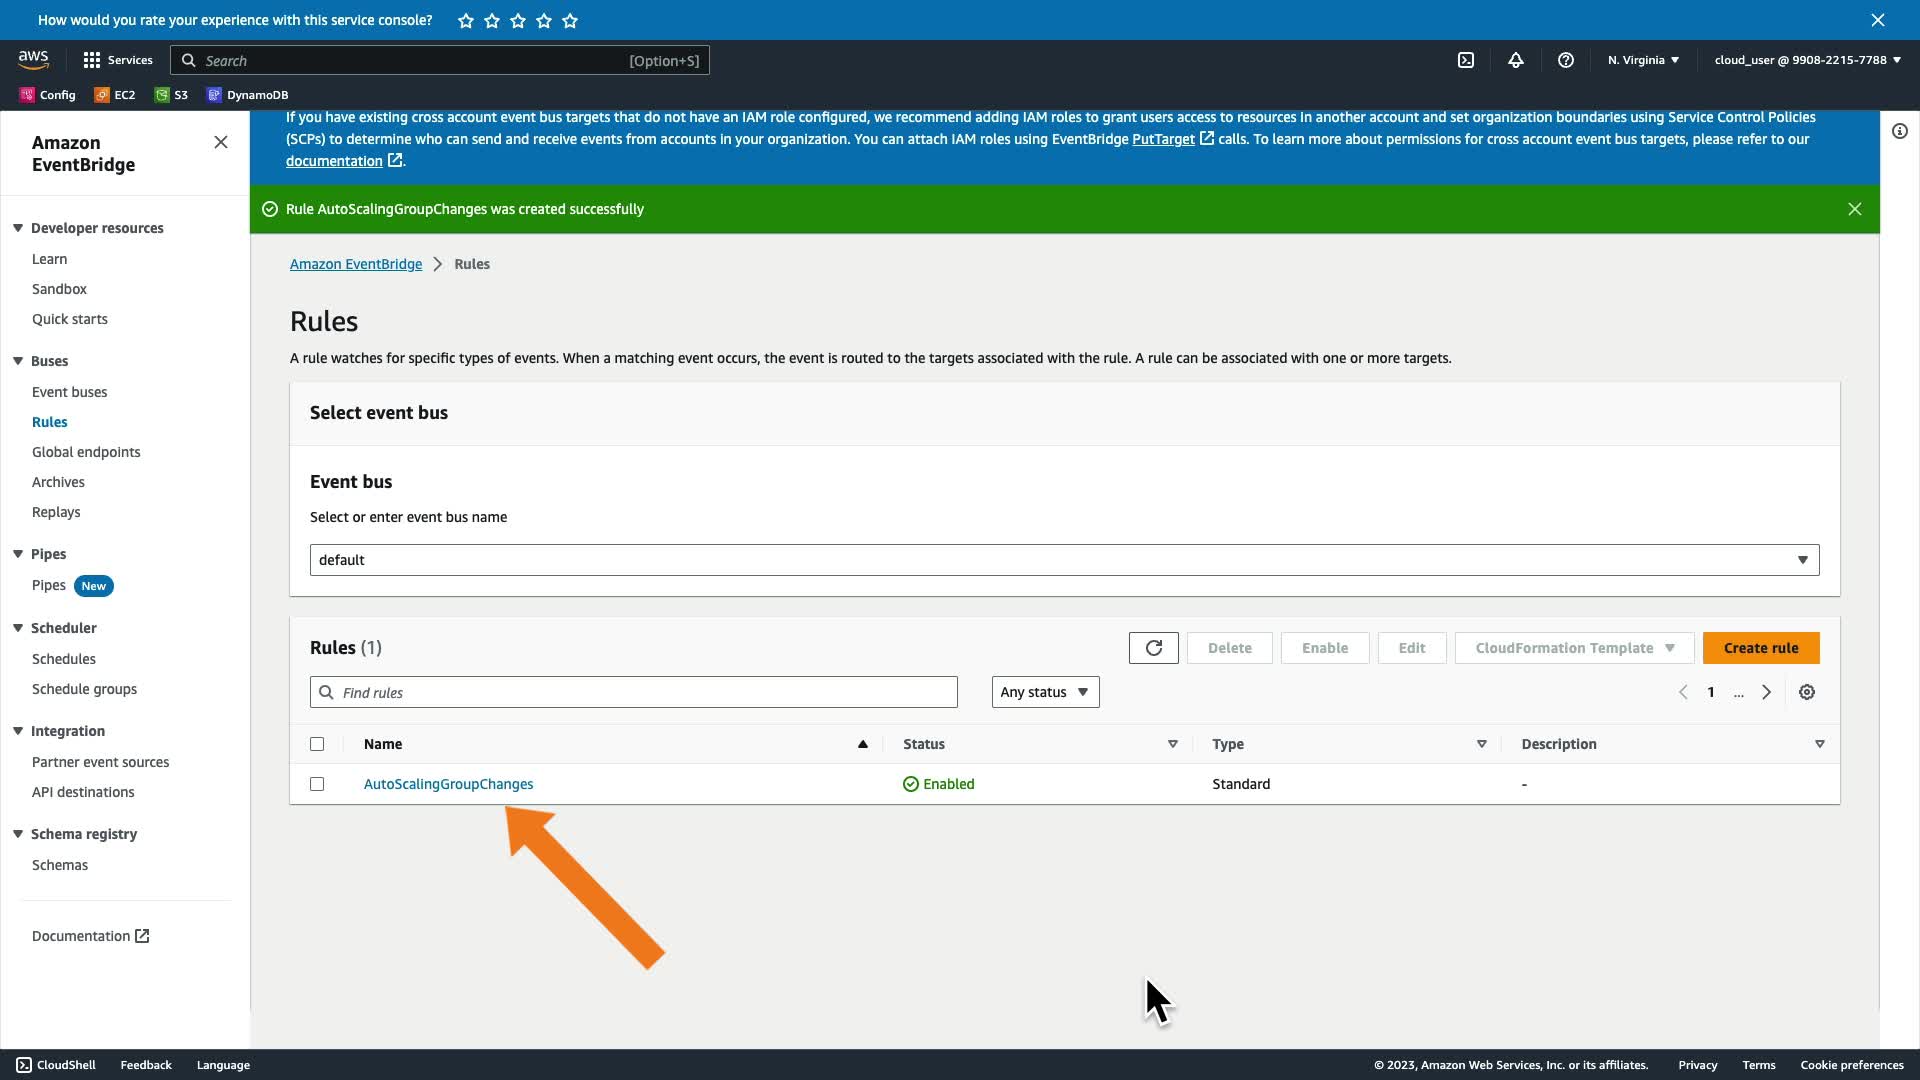 How would you rate your experience with this service console?
aws
Services
Search
[Option+S]
N. Virginia
cloud_user @ 9908-2215-7788
Config
EC2
S3
DynamoDB
Amazon
EventBridge
Developer resources
Learn
Sandbox
Quick starts
Buses
Event buses
Rules
Global endpoints
Archives
Replays
Pipes
Pipes New
Scheduler
Schedules
Schedule groups
Integration
Partner event sources
API destinations
Schema registry
Schemas
Documentation
If you have existing cross account event bus targets that do not have an IAM role configured, we recommend adding IAM roles to grant users access to resources in another account and set organization boundaries using Service Control Policies
(SCPs) to determine who can send and receive events from accounts in your organization. You can attach IAM roles using EventBridge PutTarget calls. To learn more about permissions for cross account event bus targets, please refer to our
documentation .
Rule AutoScalingGroupChanges was created successfully
Amazon EventBridge > Rules
Rules
A rule watches for specific types of events. When a matching event occurs, the event is routed to the targets associated with the rule. A rule can be associated with one or more targets.
Select event bus
Event bus
Select or enter event bus name
default
Rules (1)
Delete
Enable
Edit
CloudFormation Template
Create rule
Find rules
Any status
1 ...
Name
Status
Type
Description
AutoScalingGroupChanges
Enabled
Standard
-
CloudShell
Feedback
Language
© 2023, Amazon Web Services, Inc. or its affiliates.
Privacy
Terms
Cookie preferences